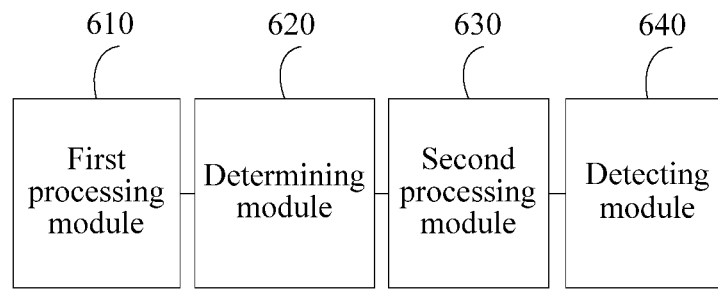 610 620 630 640
First processing module
Determining module
Second processing module
Detecting module